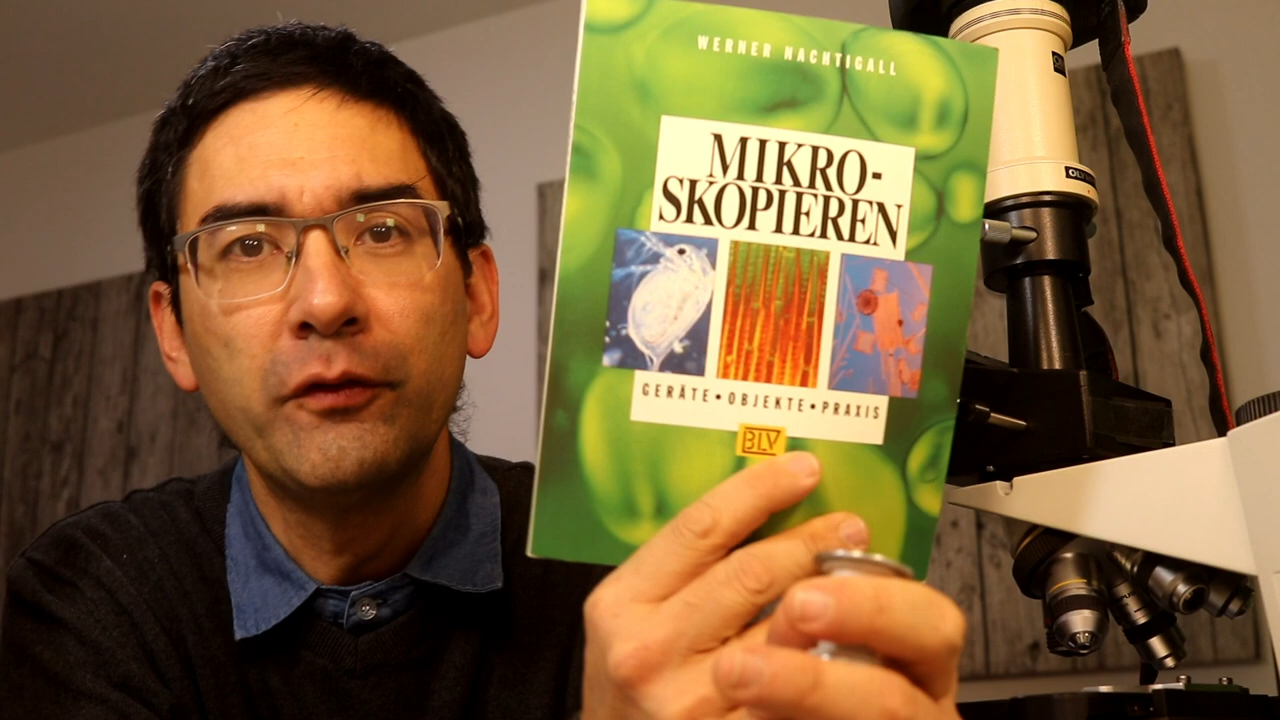 WERNER NACHTIGALL
MIKRO-
SKOPIEREN
GERÄTE • OBJEKTE • PRAXIS
BLV